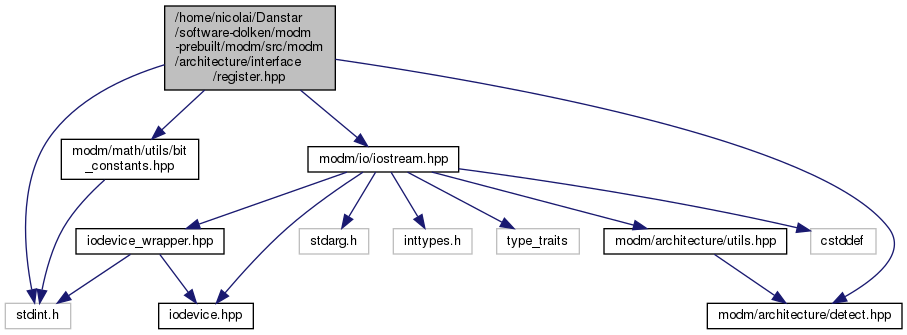 /home/nicolai/Danstar
/software-dolken/modm
-prebuilt/modm/src/modm
/architecture/interface
/register.hpp
modm/math/utils/bit
_constants.hpp
modm/io/iostream.hpp
iodevice_wrapper.hpp
stdarg.h
inttypes.h
type_traits
modm/architecture/utils.hpp
cstddef
stdint.h
iodevice.hpp
modm/architecture/detect.hpp